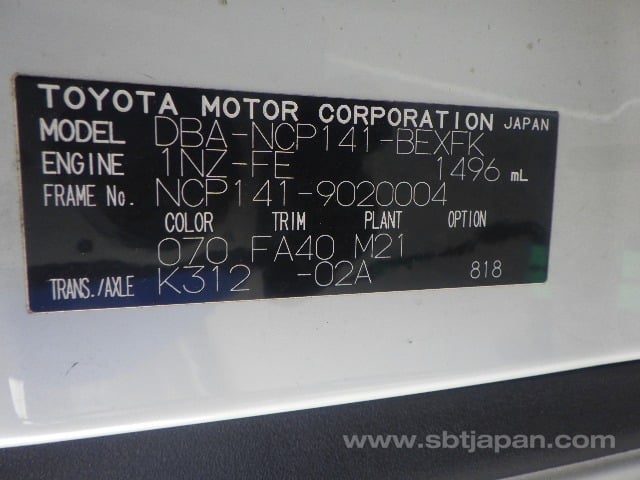 TOYOTA MOTOR CORPORATION JAPAN
MODEL DBA-NCP141-BEXFK
ENGINE 1NZ-FE 1496 mL
FRAME No. NCP141-9020004
COLOR TRIM PLANT OPTION
070 FA40 M21
TRANS./AXLE K312 -02A 818
www.sbtjapan.com